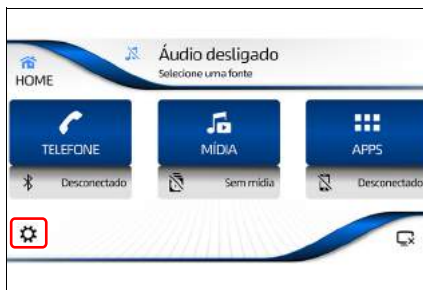 Áudio desligado
Selecione uma fonte
HOME
TELEFONE
MÍDIA
APPS
Desconectado
Sem mídia
Desconectado